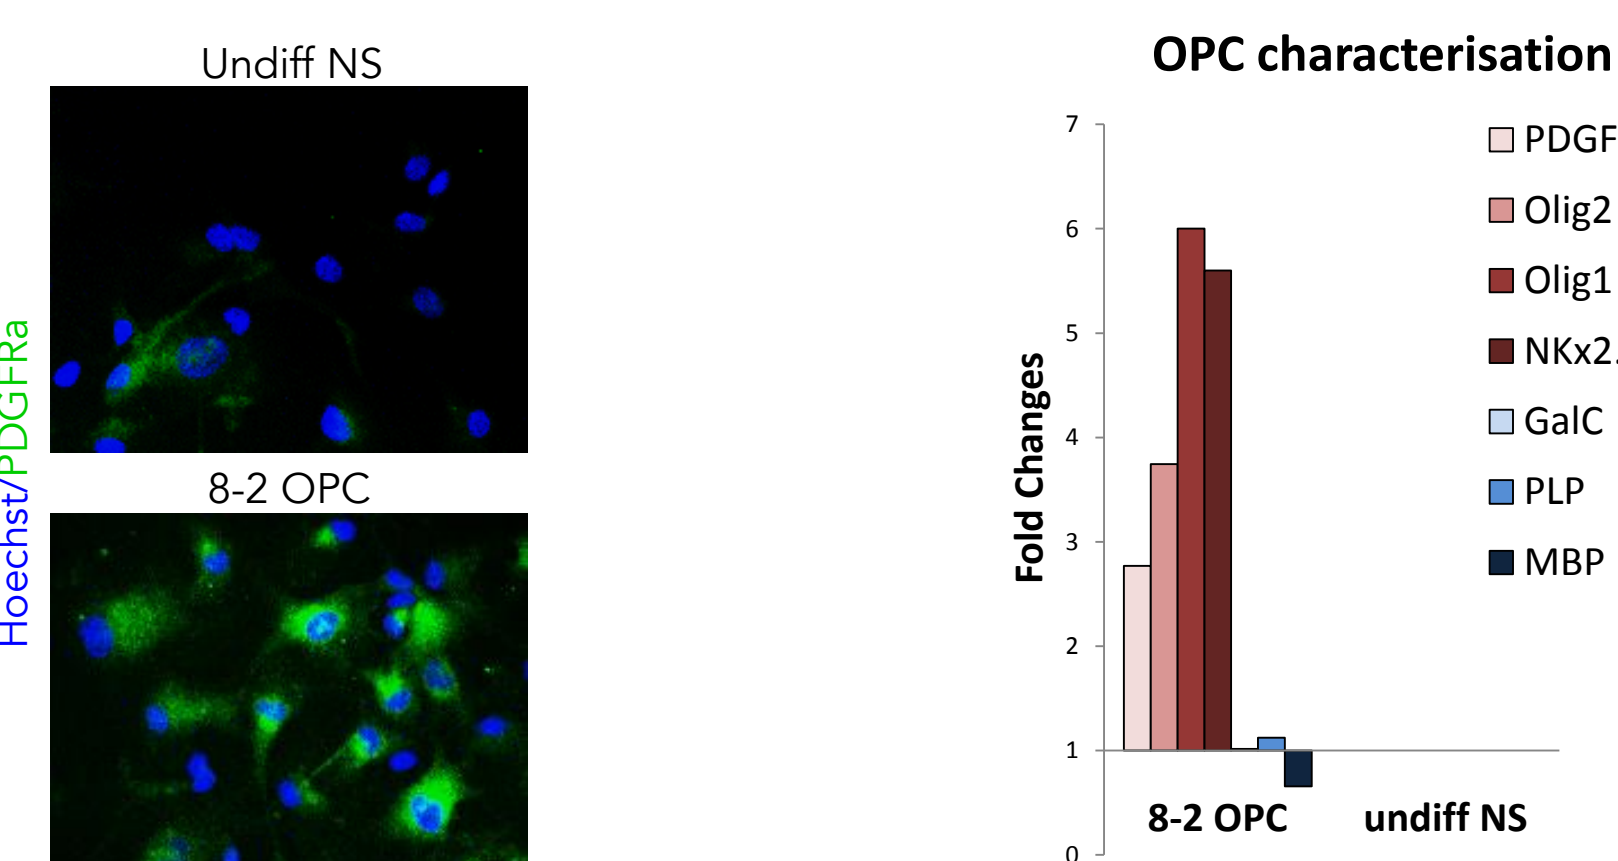 Undiff NS
8-2 OPC
Hoechst/PDGFRa
OPC characterisation
Fold Changes
7
6
5
4
3
2
1
0
PDGF
Olig2
Olig1
NKx2.
GalC
PLP
MBP
8-2 OPC
undiff NS